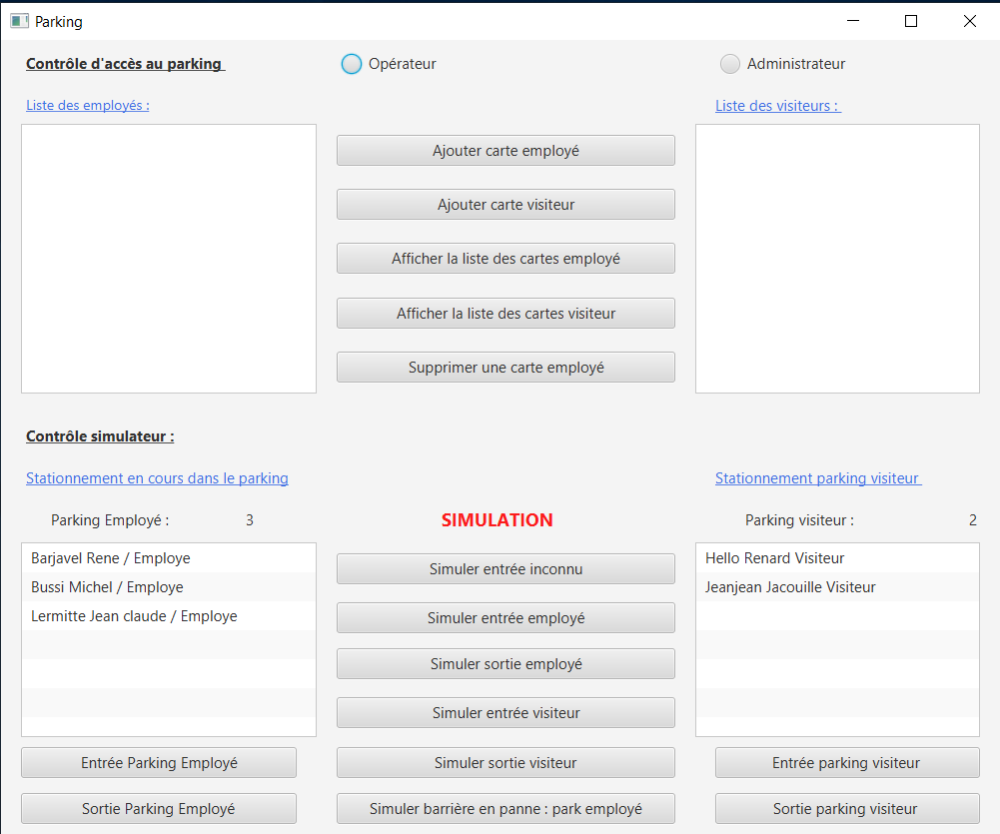 Parking
Contrôle d'accès au parking
Opérateur
Administrateur
Liste des employés :
Liste des visiteurs :
Ajouter carte employé
Ajouter carte visiteur
Afficher la liste des cartes employé
Afficher la liste des cartes visiteur
Supprimer une carte employé
Contrôle simulateur :
Stationnement en cours dans le parking
Stationnement parking visiteur
Parking Employé : 3
SIMULATION
Parking visiteur : 2
Barjavel Rene / Employe
Bussi Michel / Employe
Lermitte Jean claude / Employe
Simuler entrée inconnu
Simuler entrée employé
Simuler sortie employé
Simuler entrée visiteur
Hello Renard Visiteur
Jeanjean Jacouille Visiteur
Entrée Parking Employé
Simuler sortie visiteur
Entrée parking visiteur
Sortie Parking Employé
Simuler barrière en panne : park employé
Sortie parking visiteur